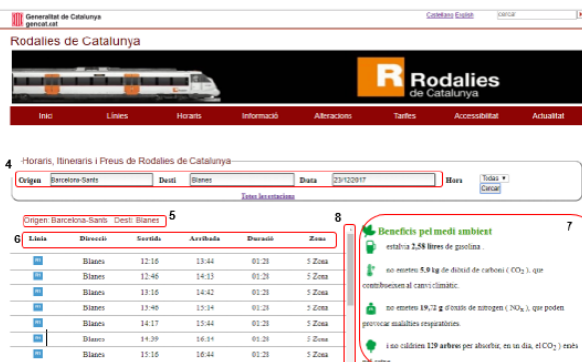 Generalitat de Catalunya
gencat.cat
Castellano English
cercar
Rodalies de Catalunya
R Rodalies
de Catalunya
Inici Línies Horaris Informació Alteracions Tarifes Accessibilitat Actualitat
4 Horaris, Itineraris i Preus de Rodalies de Catalunya
Origen Barcelona-Sants Destí Blanes Data 23/12/2017 Hora Todas
Cercar
Totes les estacions
Origen: Barcelona-Sants Destí: Blanes 5 8 7
6 Línia Direcció Sortida Arribada Duració Zona
Blanes 12:16 13:44 01:28 5 Zona
Blanes 12:46 14:13 01:28 5 Zona
Blanes 13:16 14:42 01:28 5 Zona
Blanes 13:46 15:14 01:28 5 Zona
Blanes 14:17 15:44 01:28 5 Zona
Blanes 14:39 16:14 01:28 5 Zona
Blanes 15:16 16:44 01:28 5 Zona
Beneficis pel medi ambient
estalvia 2,58 litres de gasolina .
no emeteu 5,9 kg de diòxid de carboni ( CO₂ ), que
contribueixen al canvi climàtic.
no emeteu 19,72 g d'òxids de nitrogen ( NOₓ ), que poden
provocar malalties respiratòries.
i no caldrien 129 arbres per absorbir, en un dia, el CO₂ ) emès